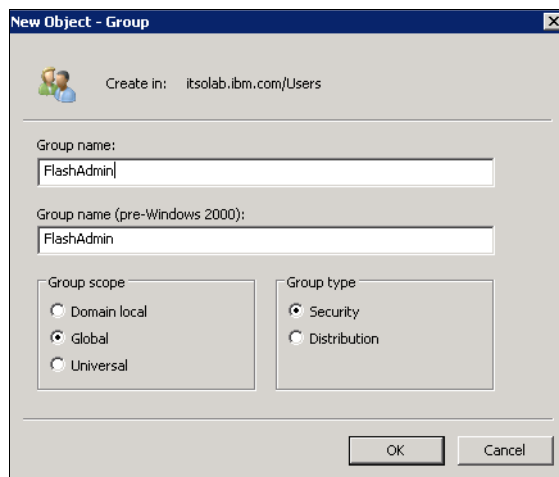 New Object - Group
Create in: itsolab.ibm.com/Users
Group name:
FlashAdmin
Group name (pre-Windows 2000):
FlashAdmin
Group scope
Domain local
Global
Universal
Group type
Security
Distribution
OK
Cancel